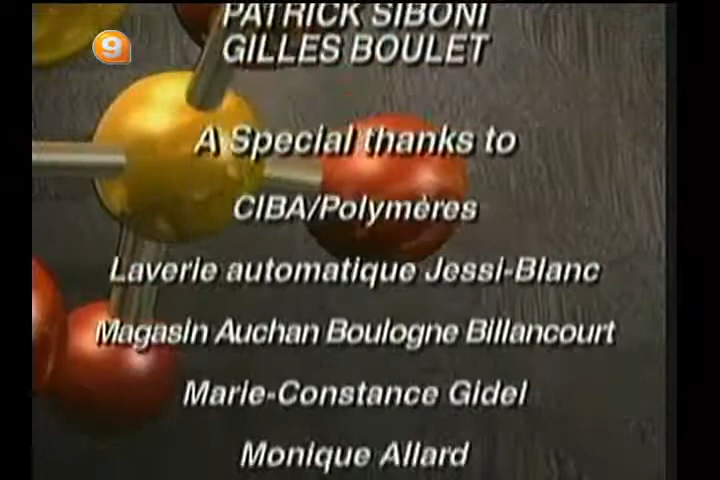 PATRICK SIBONI
GILLES BOULET
9
A Special thanks to
CIBA/Polymères
Laverie automatique Jessi-Blanc
Magasin Auchan Boulogne Billancourt
Marie-Constance Gidel
Monique Allard